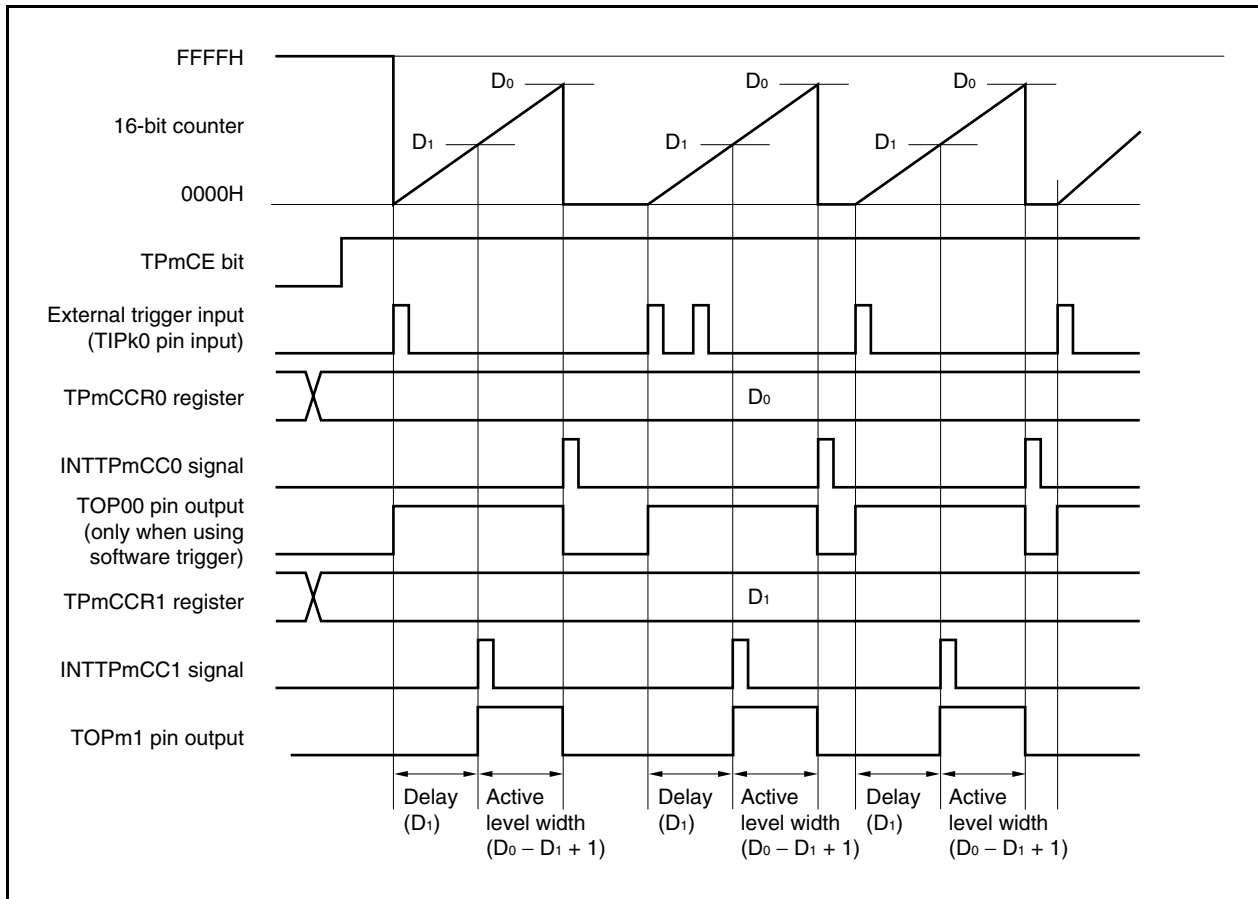 FFFFH
D0 D0 D0
16-bit counter
D1 D1 D1
0000H
TPmCE bit
External trigger input
(TIPk0 pin input)
TPmCCR0 register
D0
INTTPmCC0 signal
TOP00 pin output
(only when using
software trigger)
TPmCCR1 register
D1
INTTPmCC1 signal
TOPm1 pin output
Delay
(D1)
Active
level width
(D0 − D1 + 1)
Delay
(D1)
Active
level width
(D0 − D1 + 1)
Delay
(D1)
Active
level width
(D0 − D1 + 1)